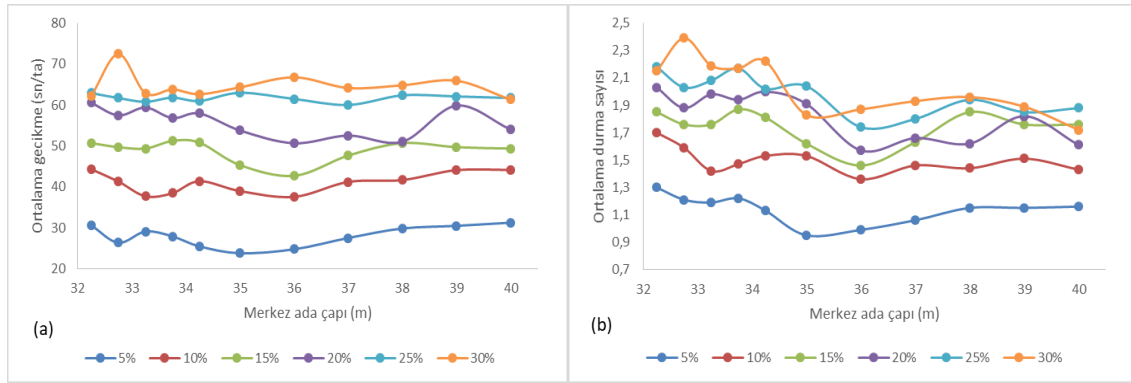 80
70
60
50
40
30
20
Ortalama gecikme (sn/ta)
32 33 34 35 36 37 38 39 40
Merkez ada çapı (m)
(a)
5% 10% 15% 20% 25% 30%
2,5
2,3
2,1
1,9
1,7
1,5
1,3
1,1
0,9
0,7
Ortalama durma sayısı
32 33 34 35 36 37 38 39 40
Merkez ada çapı (m)
(b)
5% 10% 15% 20% 25% 30%